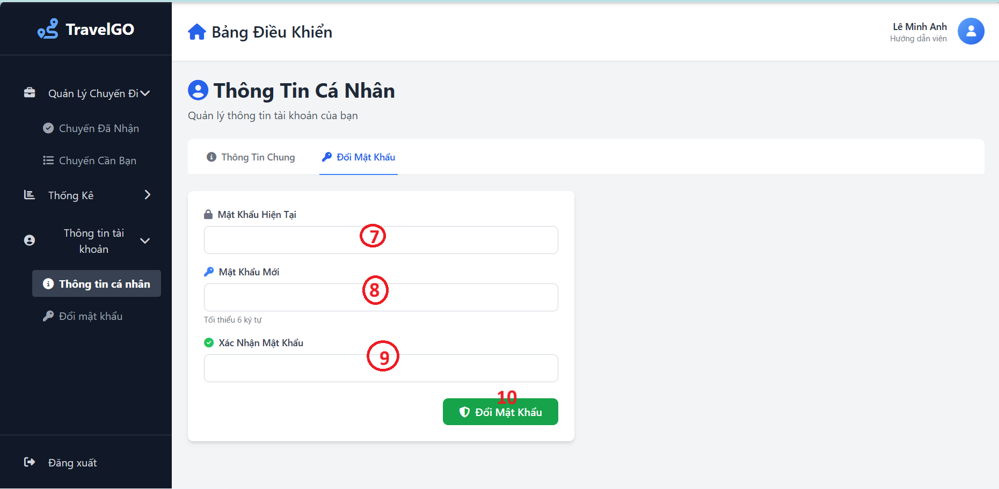 TravelGO
Quản Lý Chuyến Đi
Chuyến Đã Nhận
Chuyến Cần Bạn
Thống Kê
Thông tin tài
khoản
Thông tin cá nhân
Đổi mật khẩu
Đăng xuất
Bảng Điều Khiển
Lê Minh Anh
Hướng dẫn viên
Thông Tin Cá Nhân
Quản lý thông tin tài khoản của bạn
Thông Tin Chung
Đổi Mật Khẩu
Mật Khẩu Hiện Tại
7
Mật Khẩu Mới
8
Tối thiểu 6 ký tự
Xác Nhận Mật Khẩu
9
10
Đổi Mật Khẩu